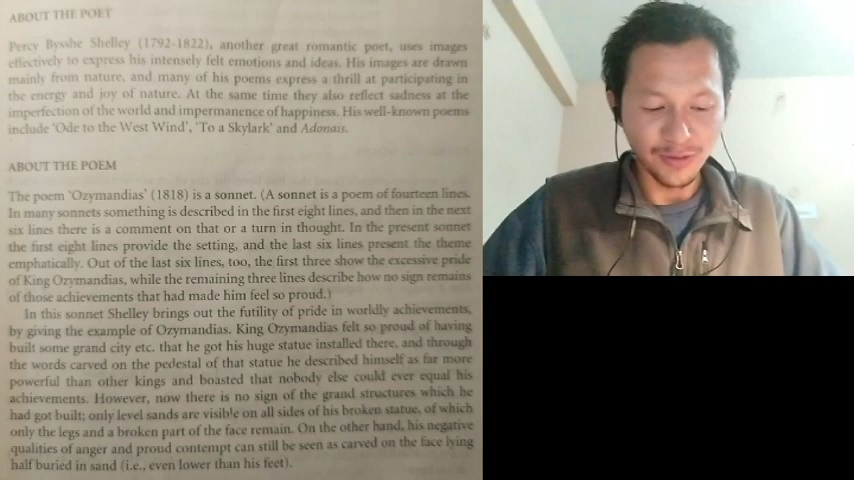 ABOUT THE POET
Percy Bysshe Shelley (1792-1822), another great romantic poet, uses images
effectively to express his intensely felt emotions and ideas. His images are drawn
mainly from nature, and many of his poems express a thrill at participating in
the energy and joy of nature. At the same time they also reflect sadness at the
imperfection of the world and impermanence of happiness. His well-known poems
include 'Ode to the West Wind', 'To a Skylark' and Adonais.
ABOUT THE POEM
The poem 'Ozymandias' (1818) is a sonnet. (A sonnet is a poem of fourteen lines.
In many sonnets something is described in the first eight lines, and then in the next
six lines there is a comment on that or a turn in thought. In the present sonnet
the first eight lines provide the setting, and the last six lines present the theme
emphatically. Out of the last six lines, too, the first three show the excessive pride
of King Ozymandias, while the remaining three lines describe how no sign remains
of those achievements that had made him feel so proud.)
In this sonnet Shelley brings out the futility of pride in worldly achievements,
by giving the example of Ozymandias. King Ozymandias felt so proud of having
built some grand city etc. that he got his huge statue installed there, and through
the words carved on the pedestal of that statue he described himself as far more
powerful than other kings and boasted that nobody else could ever equal his
achievements. However, now there is no sign of the grand structures which he
had got built; only level sands are visible on all sides of his broken statue, of which
only the legs and a broken part of the face remain. On the other hand, his negative
qualities of anger and proud contempt can still be seen as carved on the face lying
half buried in sand (i.e., even lower than his feet).